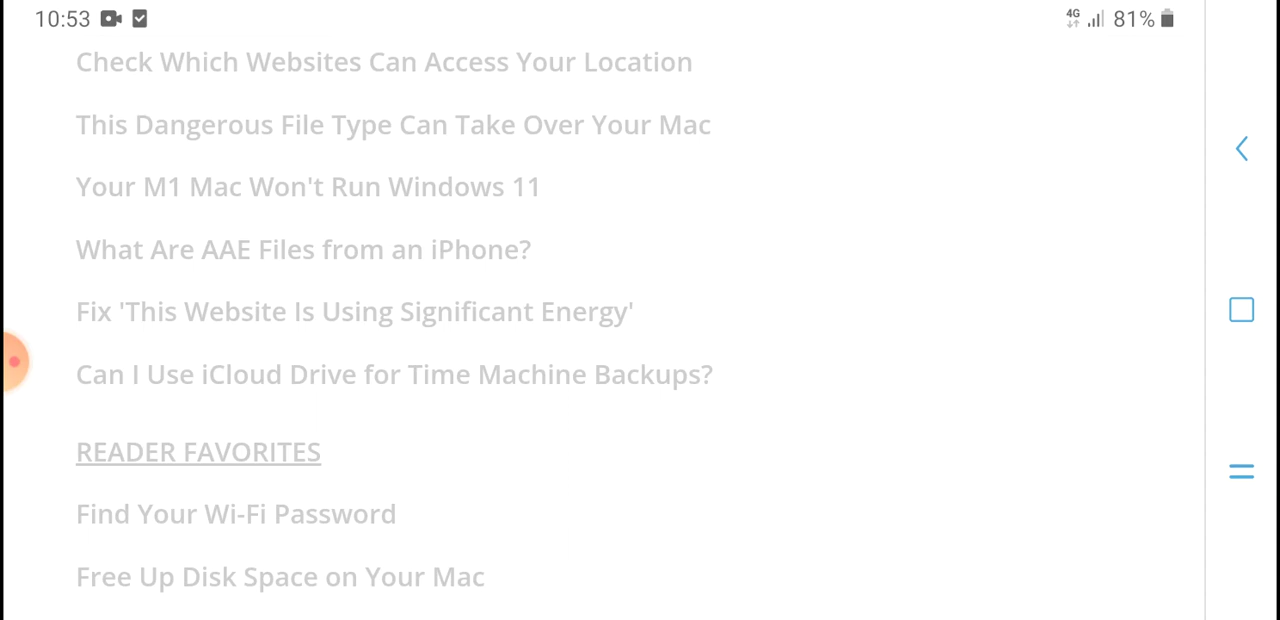 10:53
4G 81%
Check Which Websites Can Access Your Location
This Dangerous File Type Can Take Over Your Mac
Your M1 Mac Won't Run Windows 11
What Are AAE Files from an iPhone?
Fix 'This Website Is Using Significant Energy'
Can I Use iCloud Drive for Time Machine Backups?
READER FAVORITES
Find Your Wi-Fi Password
Free Up Disk Space on Your Mac